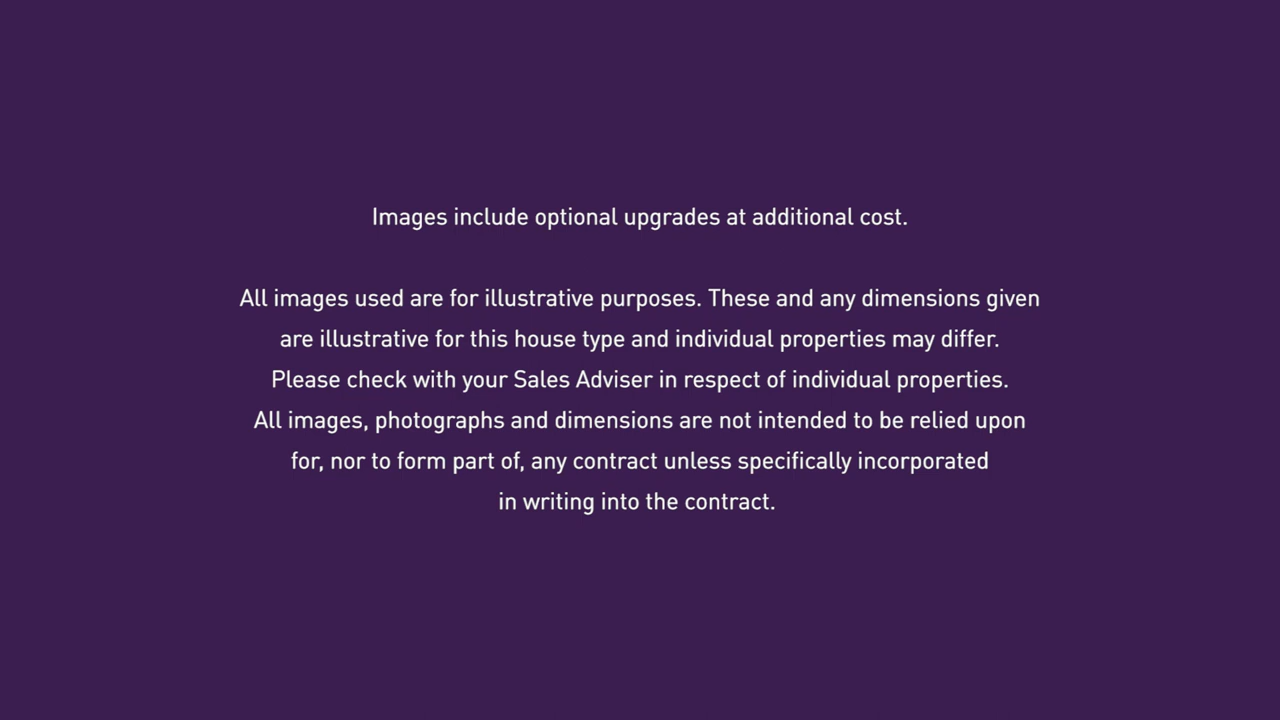 Images include optional upgrades at additional cost.
All images used are for illustrative purposes. These and any dimensions given
are illustrative for this house type and individual properties may differ.
Please check with your Sales Adviser in respect of individual properties.
All images, photographs and dimensions are not intended to be relied upon
for, nor to form part of, any contract unless specifically incorporated
in writing into the contract.